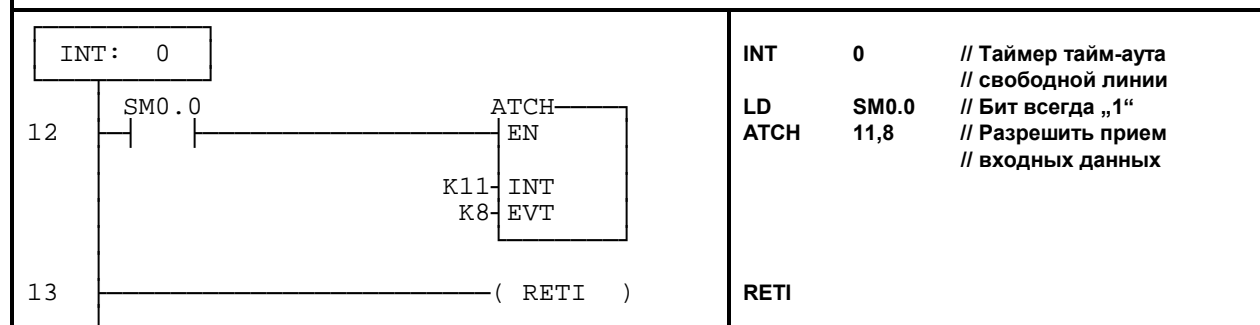 INT: 0
SM0.0
ATCH
12
EN
K11 INT
K8 EVT
13
( RETI )
INT 0 // Таймер тайм-аута
// свободной линии
LD SM0.0 // Бит всегда „1“
ATCH 11,8 // Разрешить прием
// входных данных
RETI